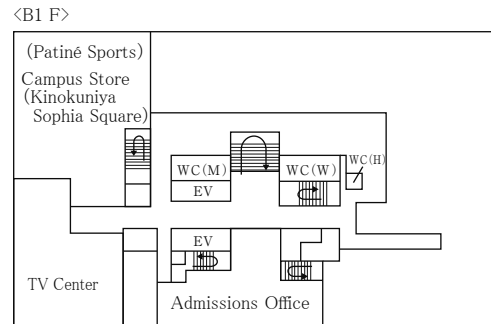 〈B1 F〉
(Patiné Sports)
Campus Store
(Kinokuniya
Sophia Square)
WC(M)
WC(W)
WC(H)
EV
EV
TV Center
Admissions Office